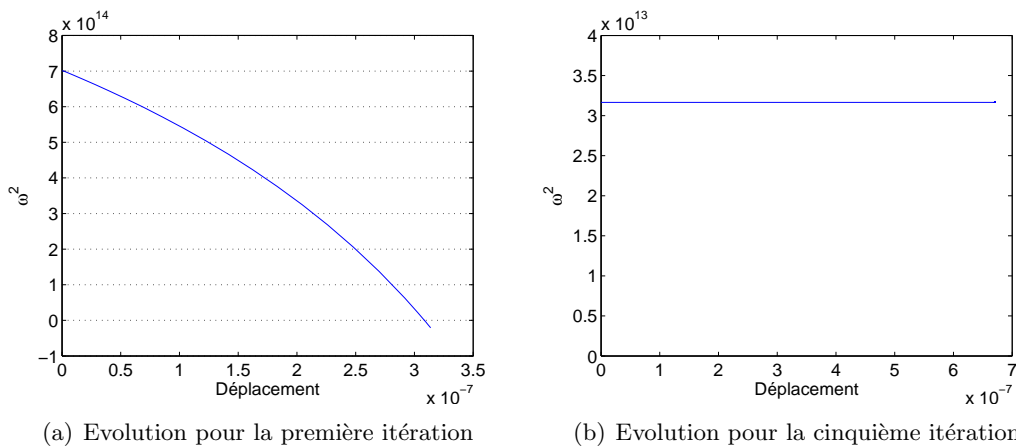 x 10^14
8
7
6
5
4
3
2
1
0
−1
ω^2
0 0.5 1 1.5 2 2.5 3 3.5
Déplacement
x 10^−7
(a) Evolution pour la première itération
x 10^13
4
3.5
3
2.5
2
1.5
1
0.5
0
ω^2
0 1 2 3 4 5 6 7
Déplacement
x 10^−7
(b) Evolution pour la cinquième itération